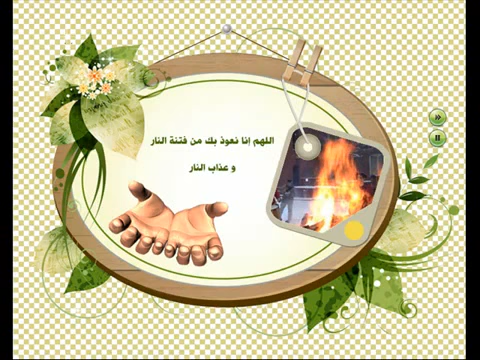 اللهم إنا نعوذ بك من فتنة النار
و عذاب النار